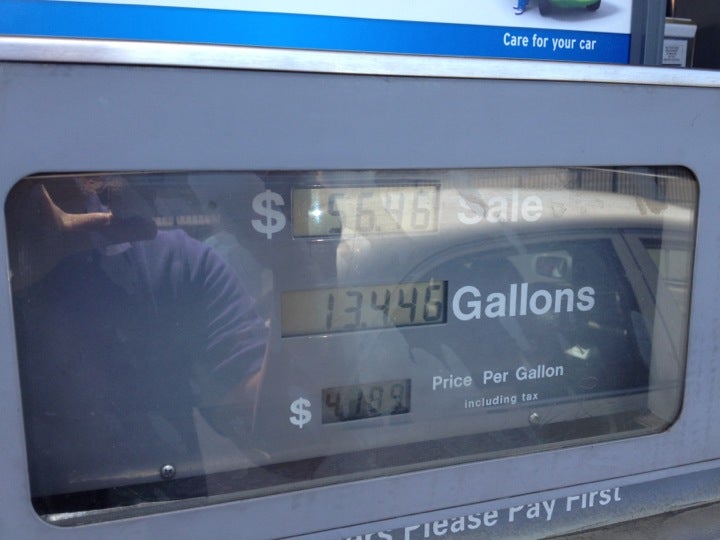 Care for your car
$ 56.46 Sale
13.446 Gallons
$ 4.199 Price Per Gallon
including tax
Please Pay First